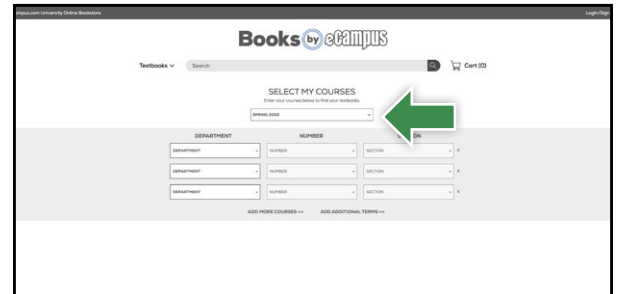 ampus.com University Online Bookstore
Login/Sign
Books by eCampus
Textbooks
Search
Cart (0)
SELECT MY COURSES
Enter your courses below to find your textbooks.
SPRING 2022
DEPARTMENT NUMBER ON
DEPARTMENT NUMBER SECTION X
DEPARTMENT NUMBER SECTION X
DEPARTMENT NUMBER SECTION X
ADD MORE COURSES >>> ADD ADDITIONAL TERMS >>>